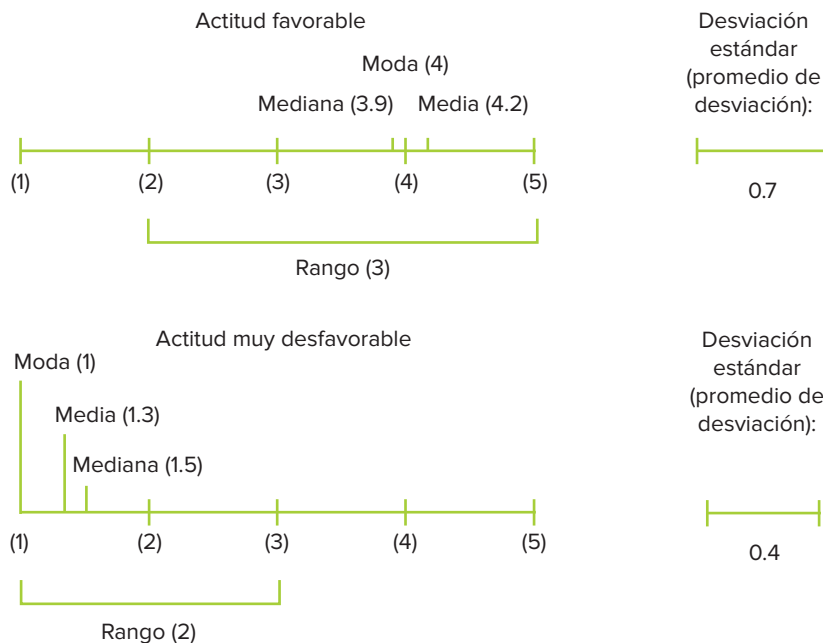 Actitud favorable
Moda (4)
Mediana (3.9) Media (4.2)
(1) (2) (3) (4) (5)
Rango (3)
Desviación
estándar
(promedio de
desviación):
0.7
Actitud muy desfavorable
Moda (1)
Media (1.3)
Mediana (1.5)
(1) (2) (3) (4) (5)
Rango (2)
Desviación
estándar
(promedio de
desviación):
0.4